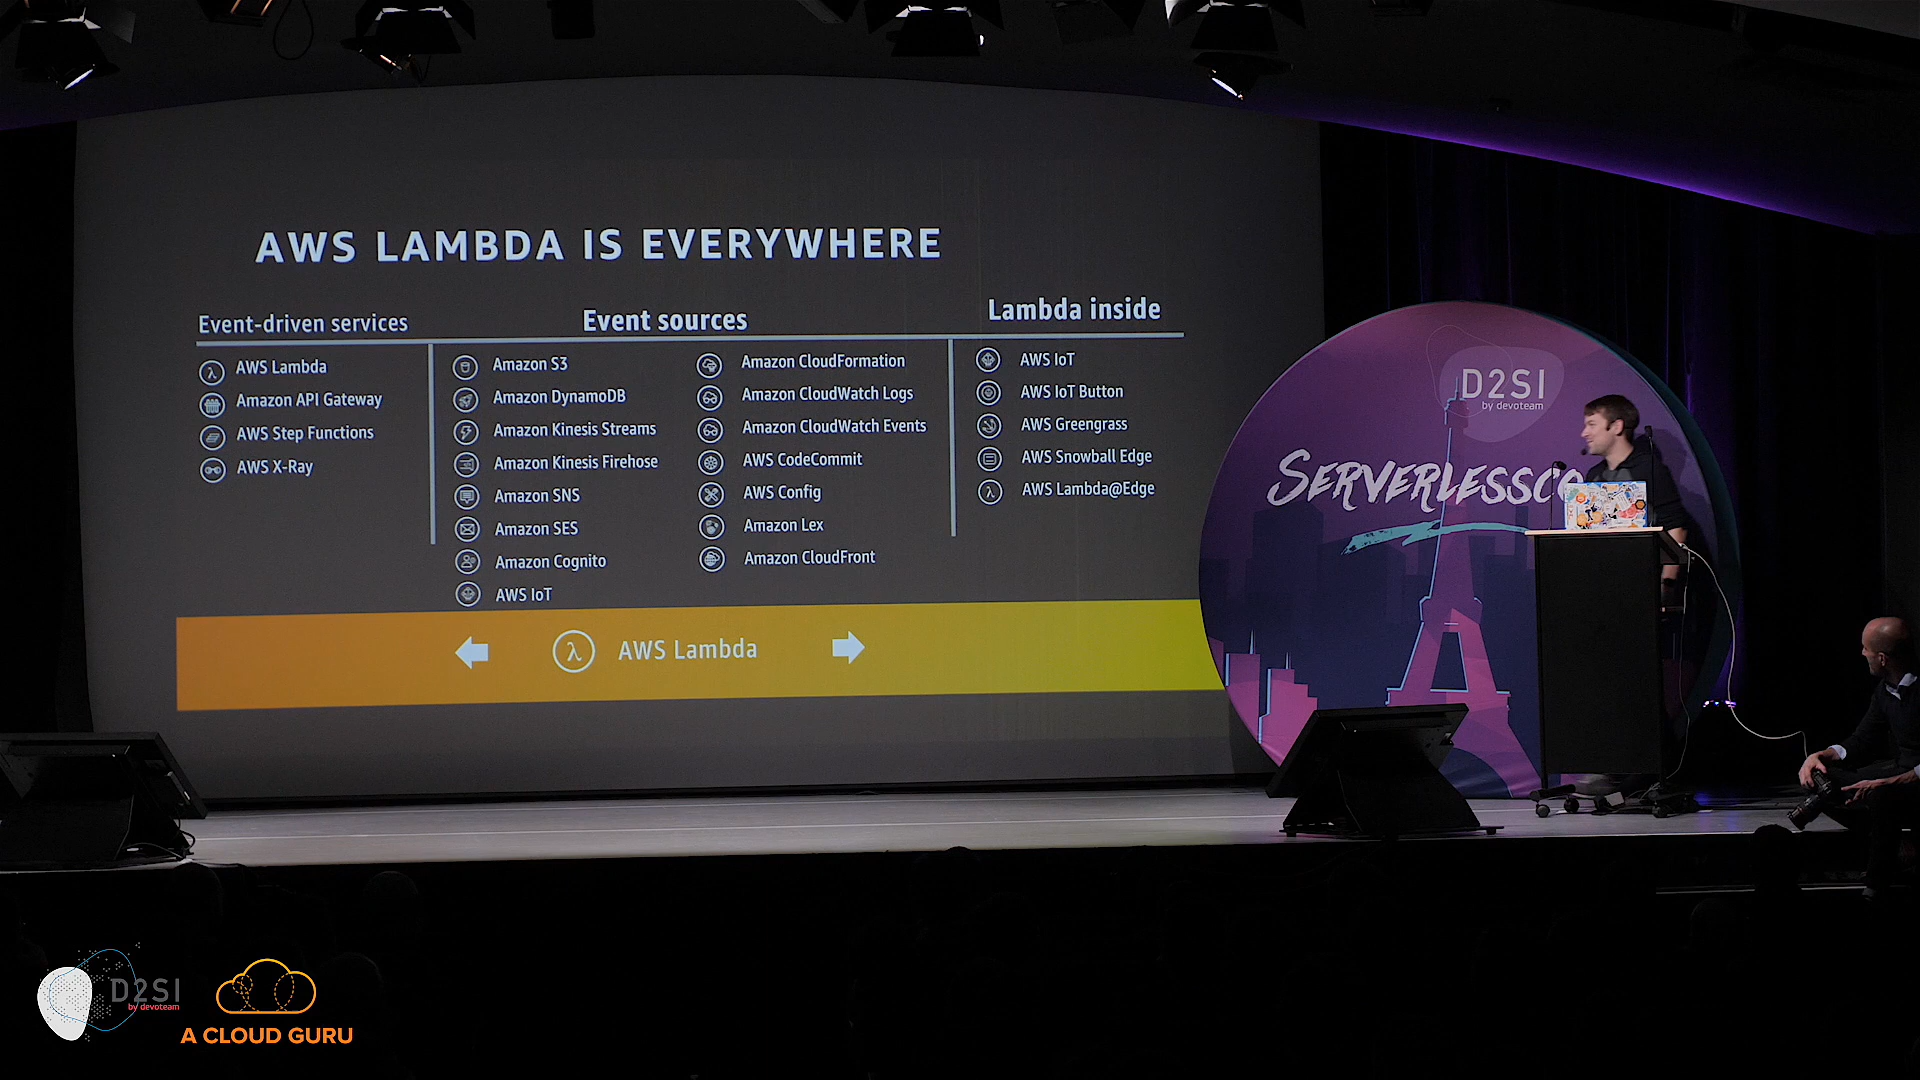 AWS LAMBDA IS EVERYWHERE
Event-driven services
AWS Lambda
Amazon API Gateway
AWS Step Functions
AWS X-Ray
Event sources
Amazon S3
Amazon DynamoDB
Amazon Kinesis Streams
Amazon Kinesis Firehose
Amazon SNS
Amazon SES
Amazon Cognito
AWS IoT
Amazon CloudFormation
Amazon CloudWatch Logs
Amazon CloudWatch Events
AWS CodeCommit
AWS Config
Amazon Lex
Amazon CloudFront
Lambda inside
AWS IoT
AWS IoT Button
AWS Greengrass
AWS Snowball Edge
AWS Lambda@Edge
λ AWS Lambda
D2SI
by devoteam
SERVERLESSCO
D2SI
by devoteam
A CLOUD GURU